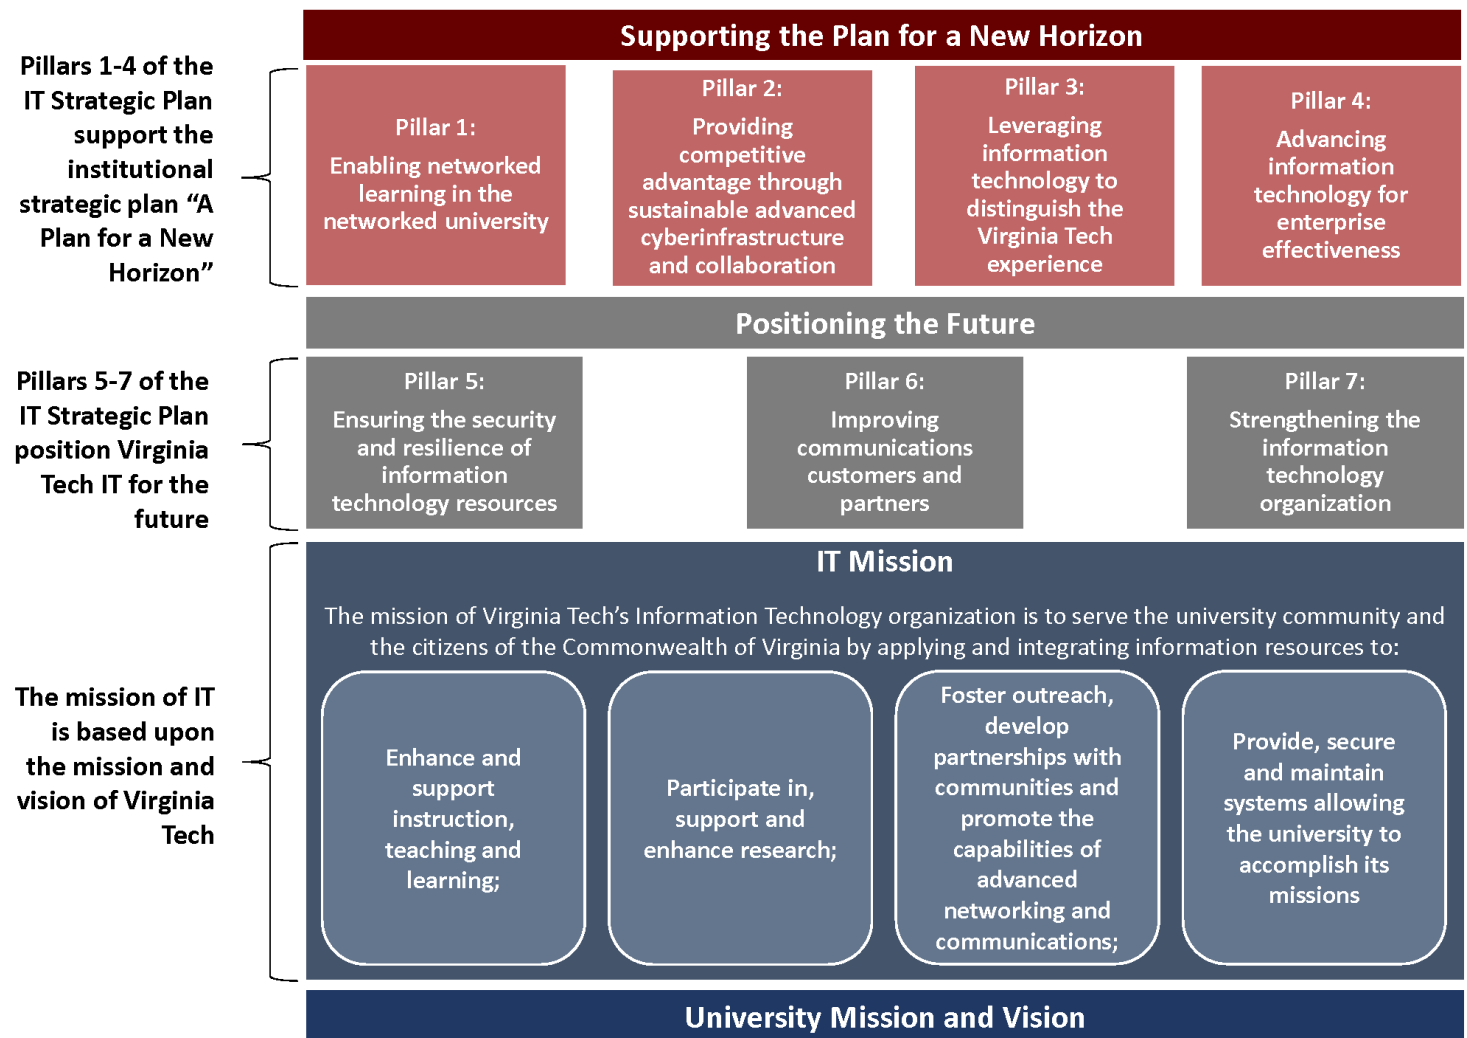 Supporting the Plan for a New Horizon
Pillars 1-4 of the
IT Strategic Plan
support the
institutional
strategic plan “A
Plan for a New
Horizon”
Pillar 1:
Enabling networked
learning in the
networked university
Pillar 2:
Providing
competitive
advantage through
sustainable advanced
cyberinfrastructure
and collaboration
Pillar 3:
Leveraging
information
technology to
distinguish the
Virginia Tech
experience
Pillar 4:
Advancing
information
technology for
enterprise
effectiveness
Positioning the Future
Pillars 5-7 of the
IT Strategic Plan
position Virginia
Tech IT for the
future
Pillar 5:
Ensuring the security
and resilience of
information
technology resources
Pillar 6:
Improving
communications
customers and
partners
Pillar 7:
Strengthening the
information
technology
organization
IT Mission
The mission of Virginia Tech’s Information Technology organization is to serve the university community and
the citizens of the Commonwealth of Virginia by applying and integrating information resources to:
The mission of IT
is based upon
the mission and
vision of Virginia
Tech
Enhance and
support
instruction,
teaching and
learning;
Participate in,
support and
enhance research;
Foster outreach,
develop
partnerships with
communities and
promote the
capabilities of
advanced
networking and
communications;
Provide, secure
and maintain
systems allowing
the university to
accomplish its
missions
University Mission and Vision